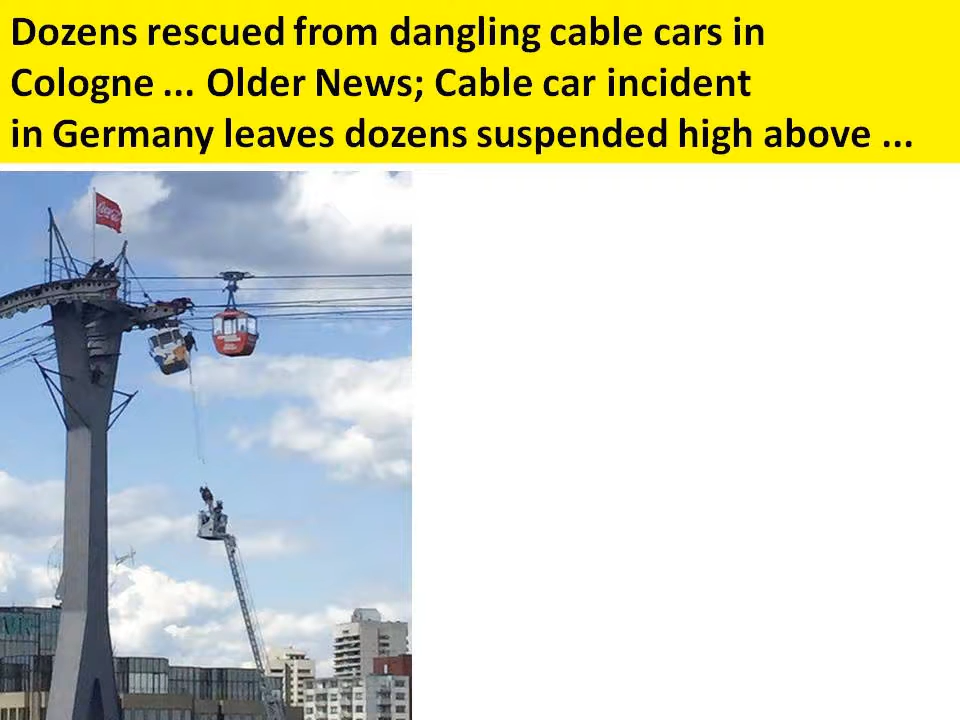 Dozens rescued from dangling cable cars in
Cologne ... Older News; Cable car incident
in Germany leaves dozens suspended high above ...
Coca-Cola